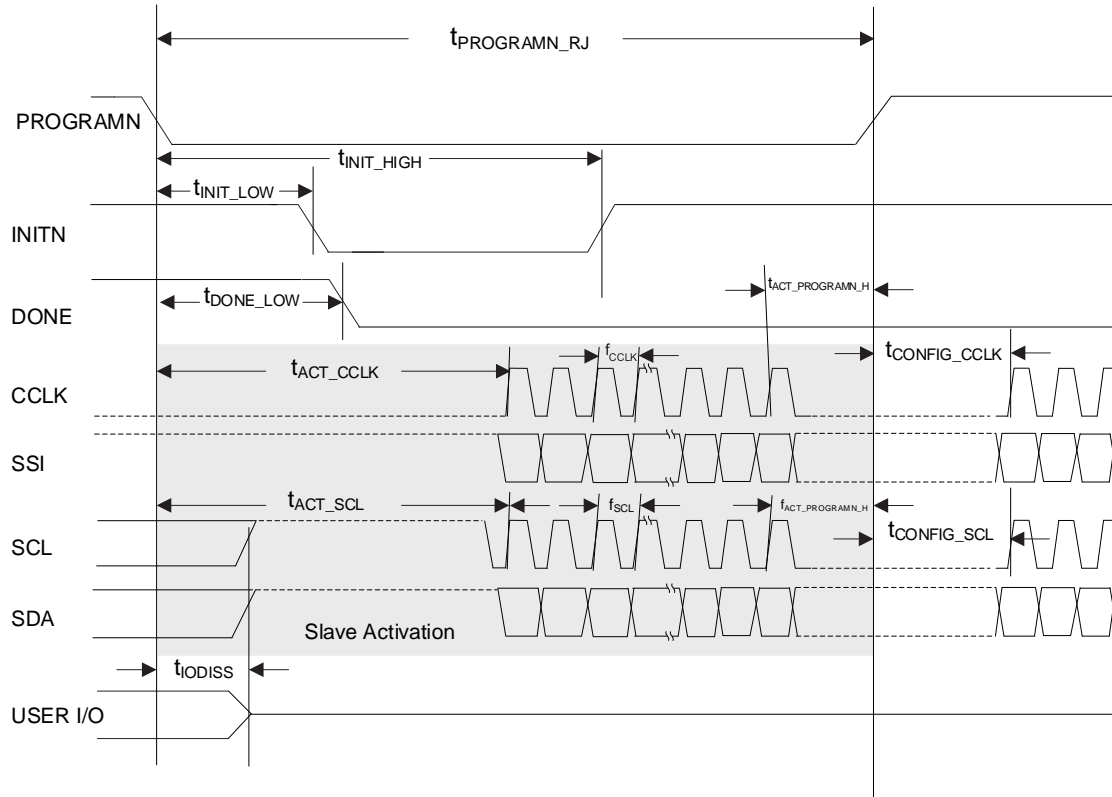 tPROGRAMN_RJ
PROGRAMN
tINIT_HIGH
tINIT_LOW
INITN
tACT_PROGRAMN_H
tDONE_LOW
DONE
fCCLK
tCONFIG_CCLK
tACT_CCLK
CCLK
SSI
tACT_SCL
fSCL
fACT_PROGRAMN_H
tCONFIG_SCL
SCL
SDA
Slave Activation
tIODISS
USER I/O